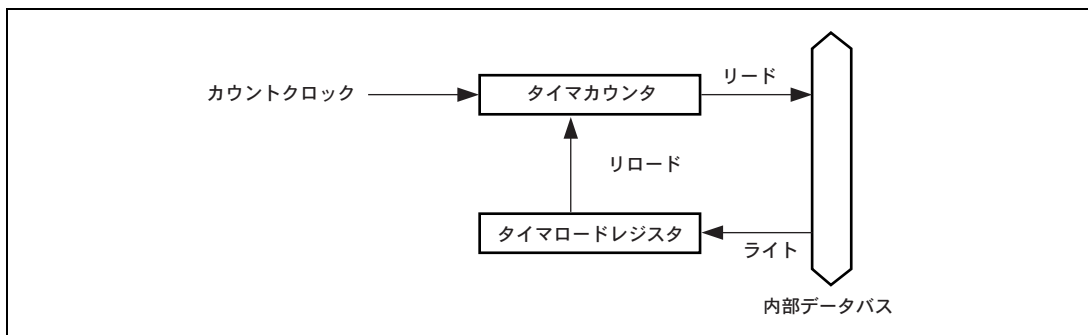 リード
カウントクロック
タイマカウンタ
リロード
タイマロードレジスタ
ライト
内部データバス